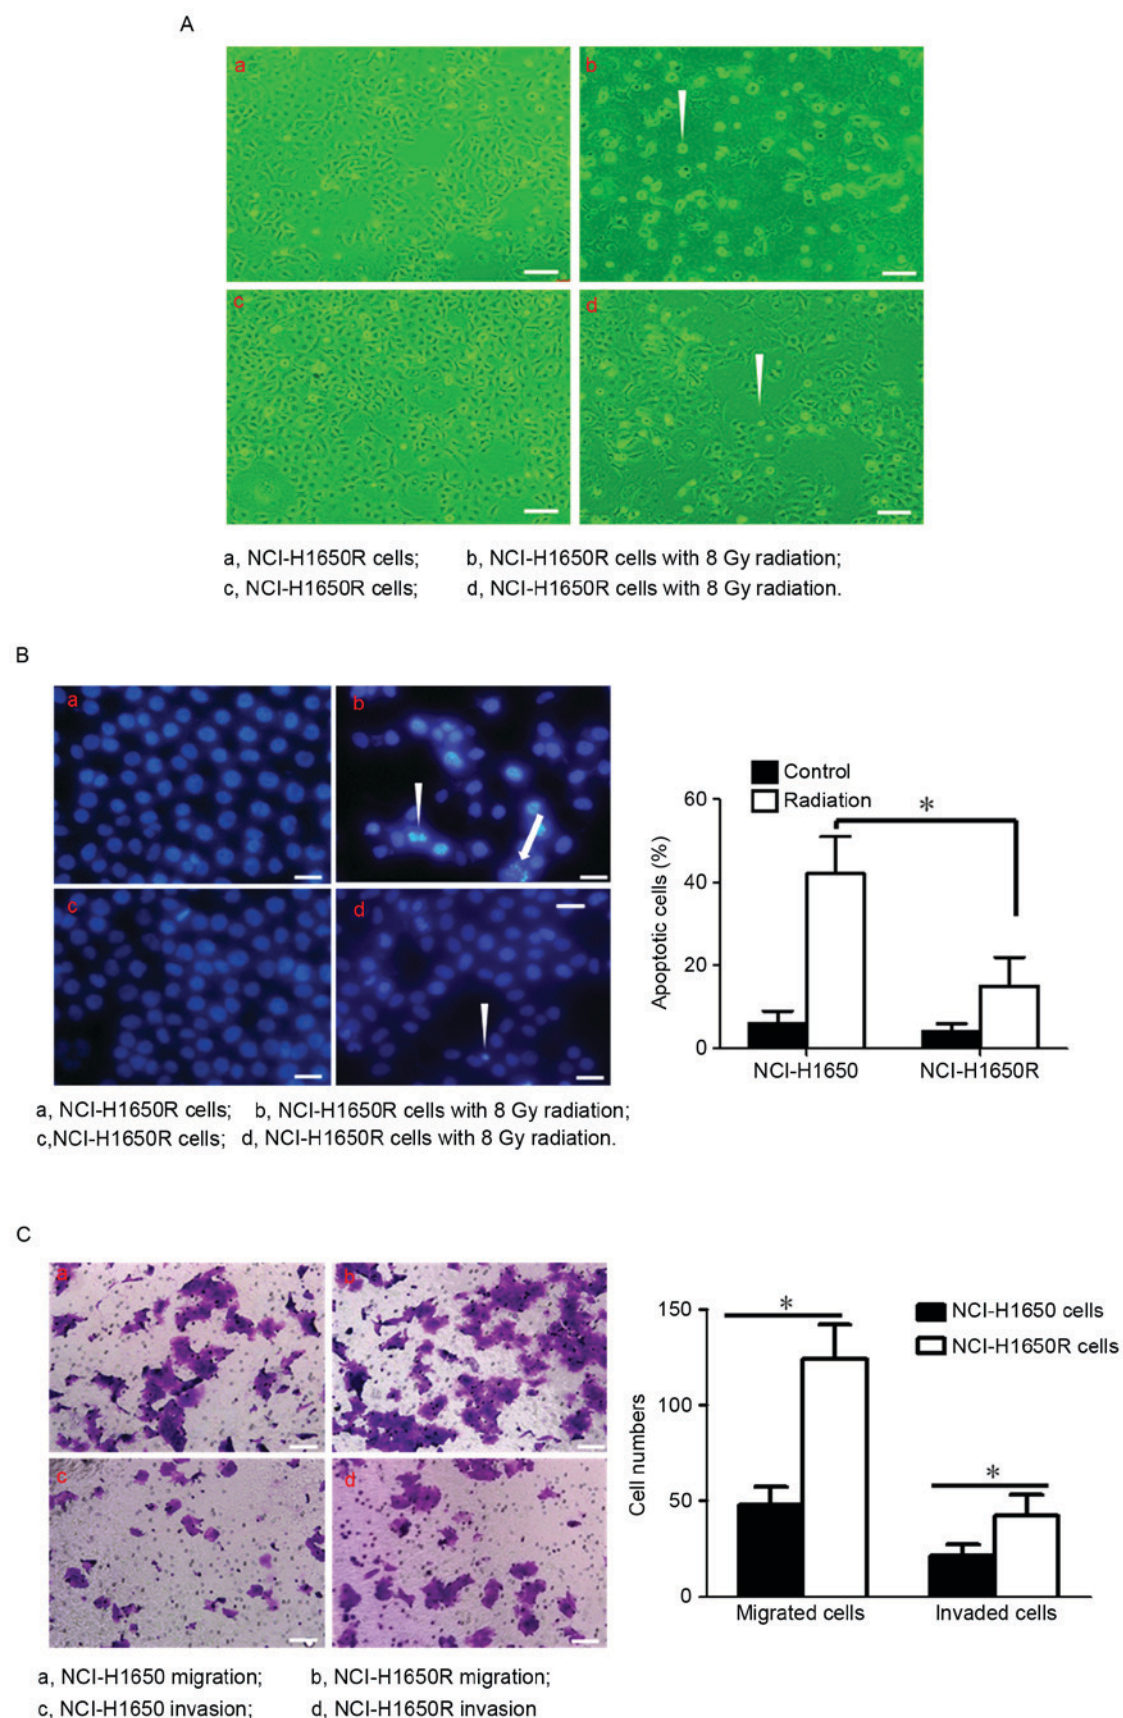 A
a
b
c
d
a, NCI-H1650R cells; b, NCI-H1650R cells with 8 Gy radiation;
c, NCI-H1650R cells; d, NCI-H1650R cells with 8 Gy radiation.
B
a
b
c
d
a, NCI-H1650R cells; b, NCI-H1650R cells with 8 Gy radiation;
c,NCI-H1650R cells; d, NCI-H1650R cells with 8 Gy radiation.
Control
Radiation
*
Apoptotic cells (%)
60
40
20
0
NCI-H1650 NCI-H1650R
C
a
b
c
d
a, NCI-H1650 migration; b, NCI-H1650R migration;
c, NCI-H1650 invasion; d, NCI-H1650R invasion
NCI-H1650 cells
NCI-H1650R cells
*
*
Cell numbers
150
100
50
0
Migrated cells Invaded cells